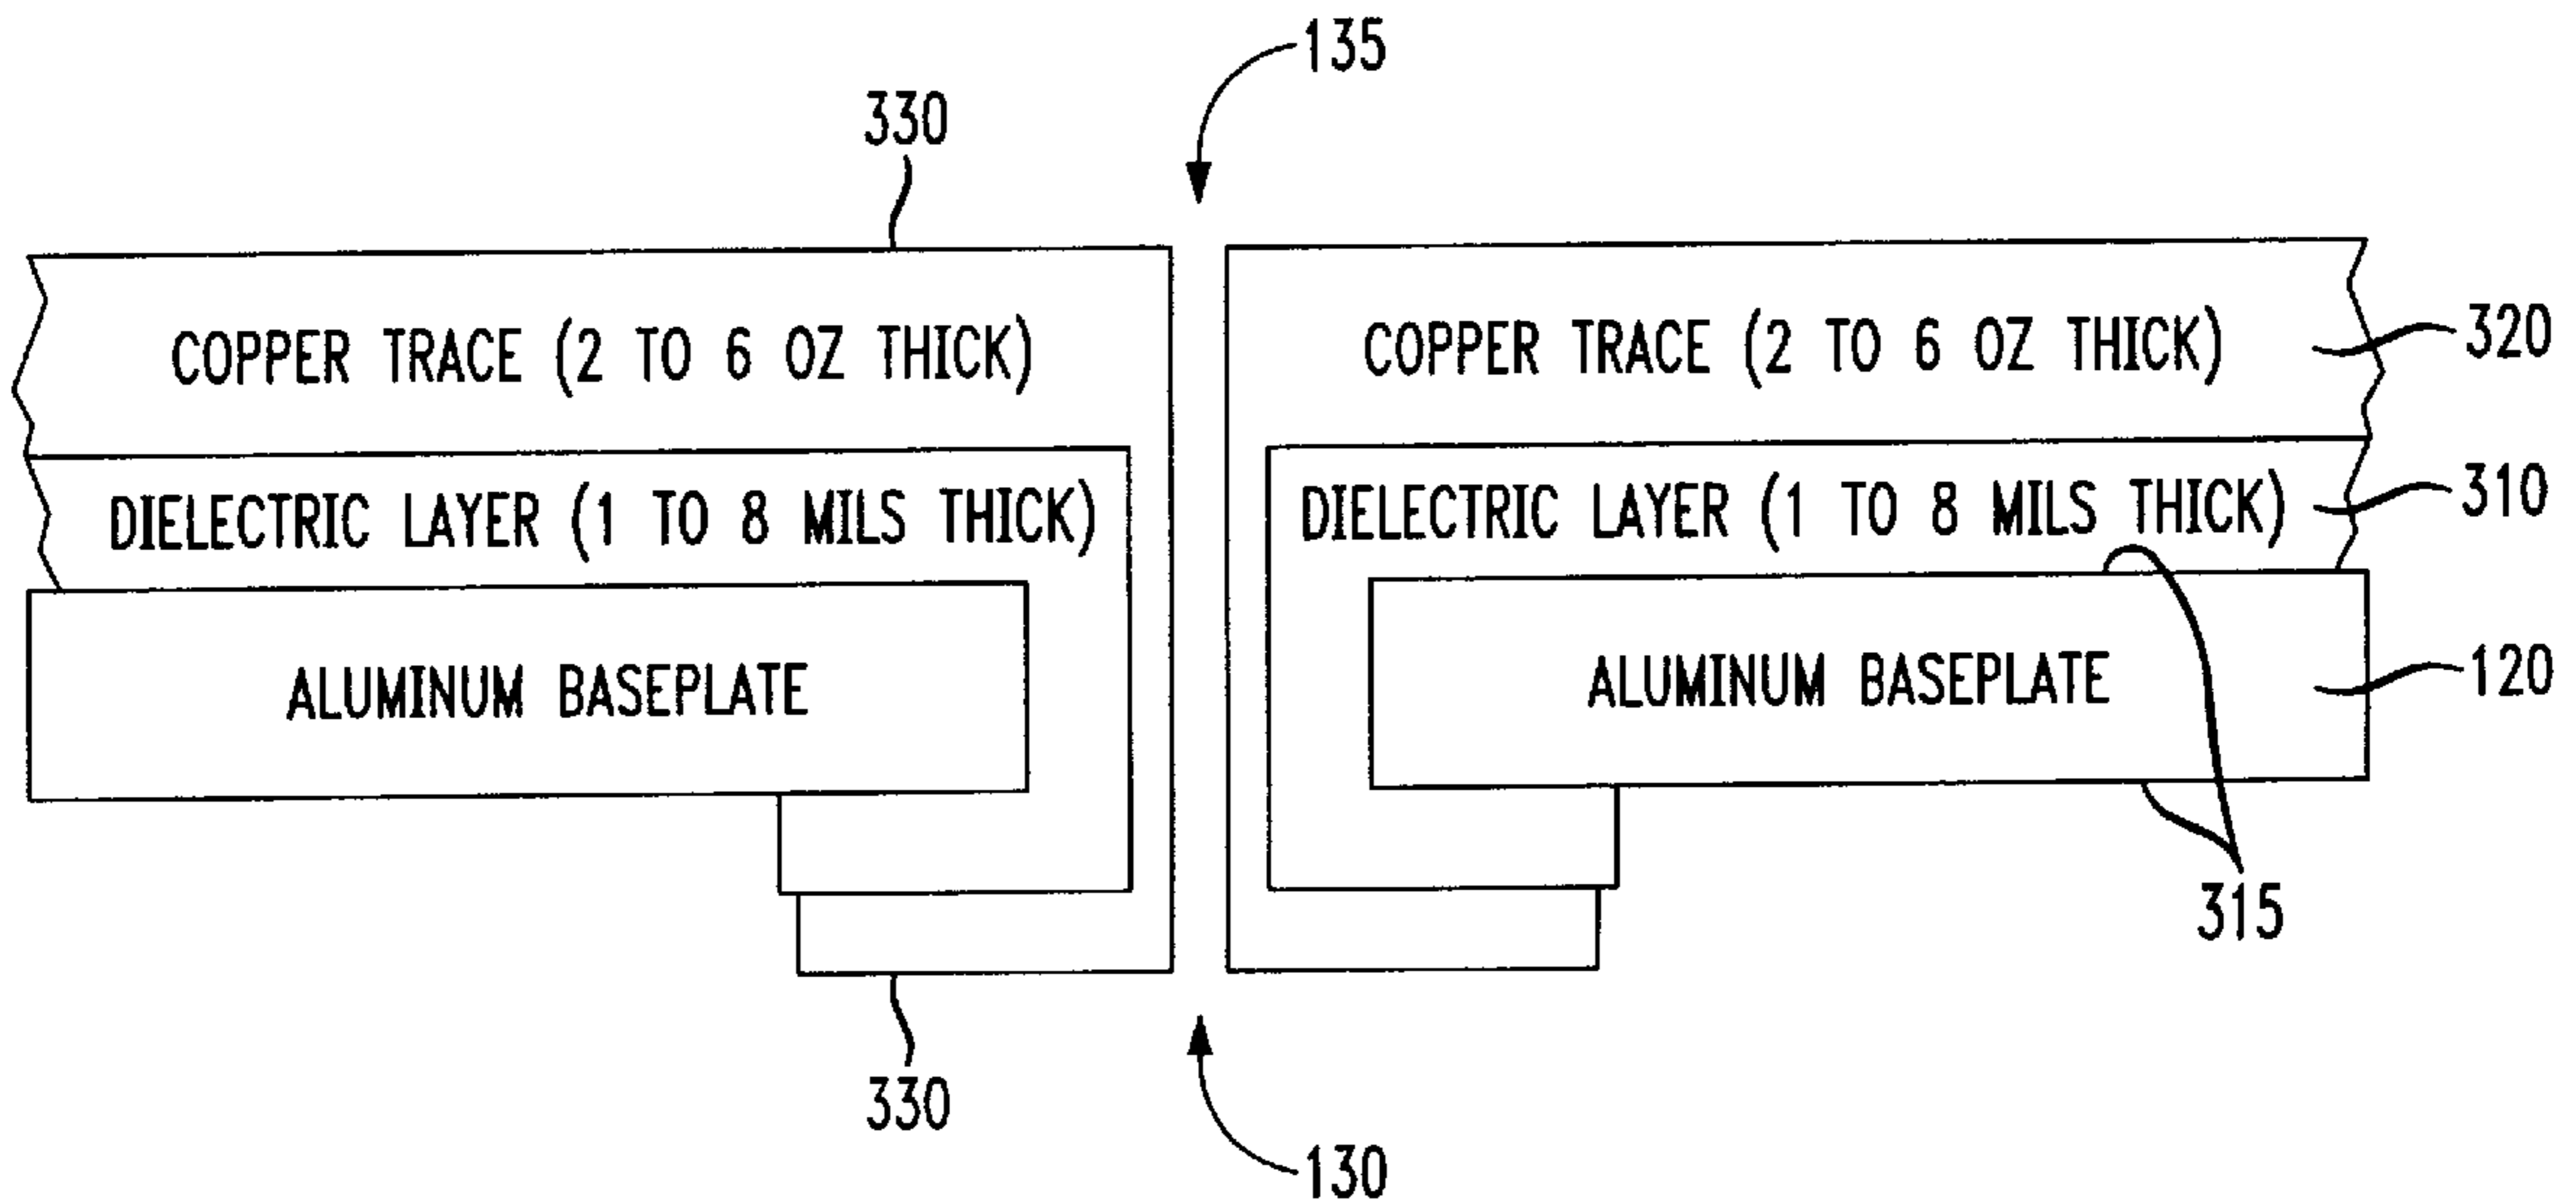 135
330
COPPER TRACE (2 TO 6 OZ THICK)
COPPER TRACE (2 TO 6 OZ THICK)
320
DIELECTRIC LAYER (1 TO 8 MILS THICK)
DIELECTRIC LAYER (1 TO 8 MILS THICK)
310
ALUMINUM BASEPLATE
ALUMINUM BASEPLATE
120
315
330
130